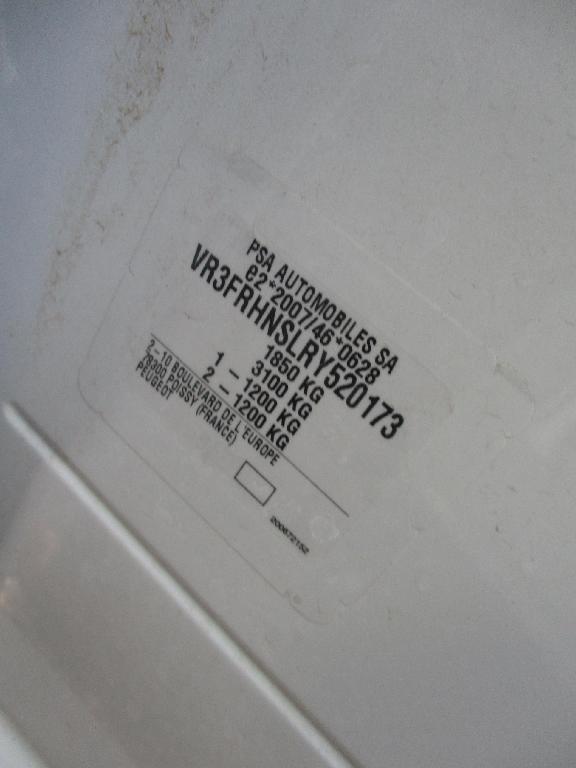 PSA AUTOMOBILES SA
e2*2007/46*0628
VR3FRHNSLRY520173
1850 KG
3100 KG
1 – 1200 KG
2 – 1200 KG
2 – 10 BOULEVARD DE L'EUROPE
78300 POISSY (FRANCE)
PEUGEOT
200672152